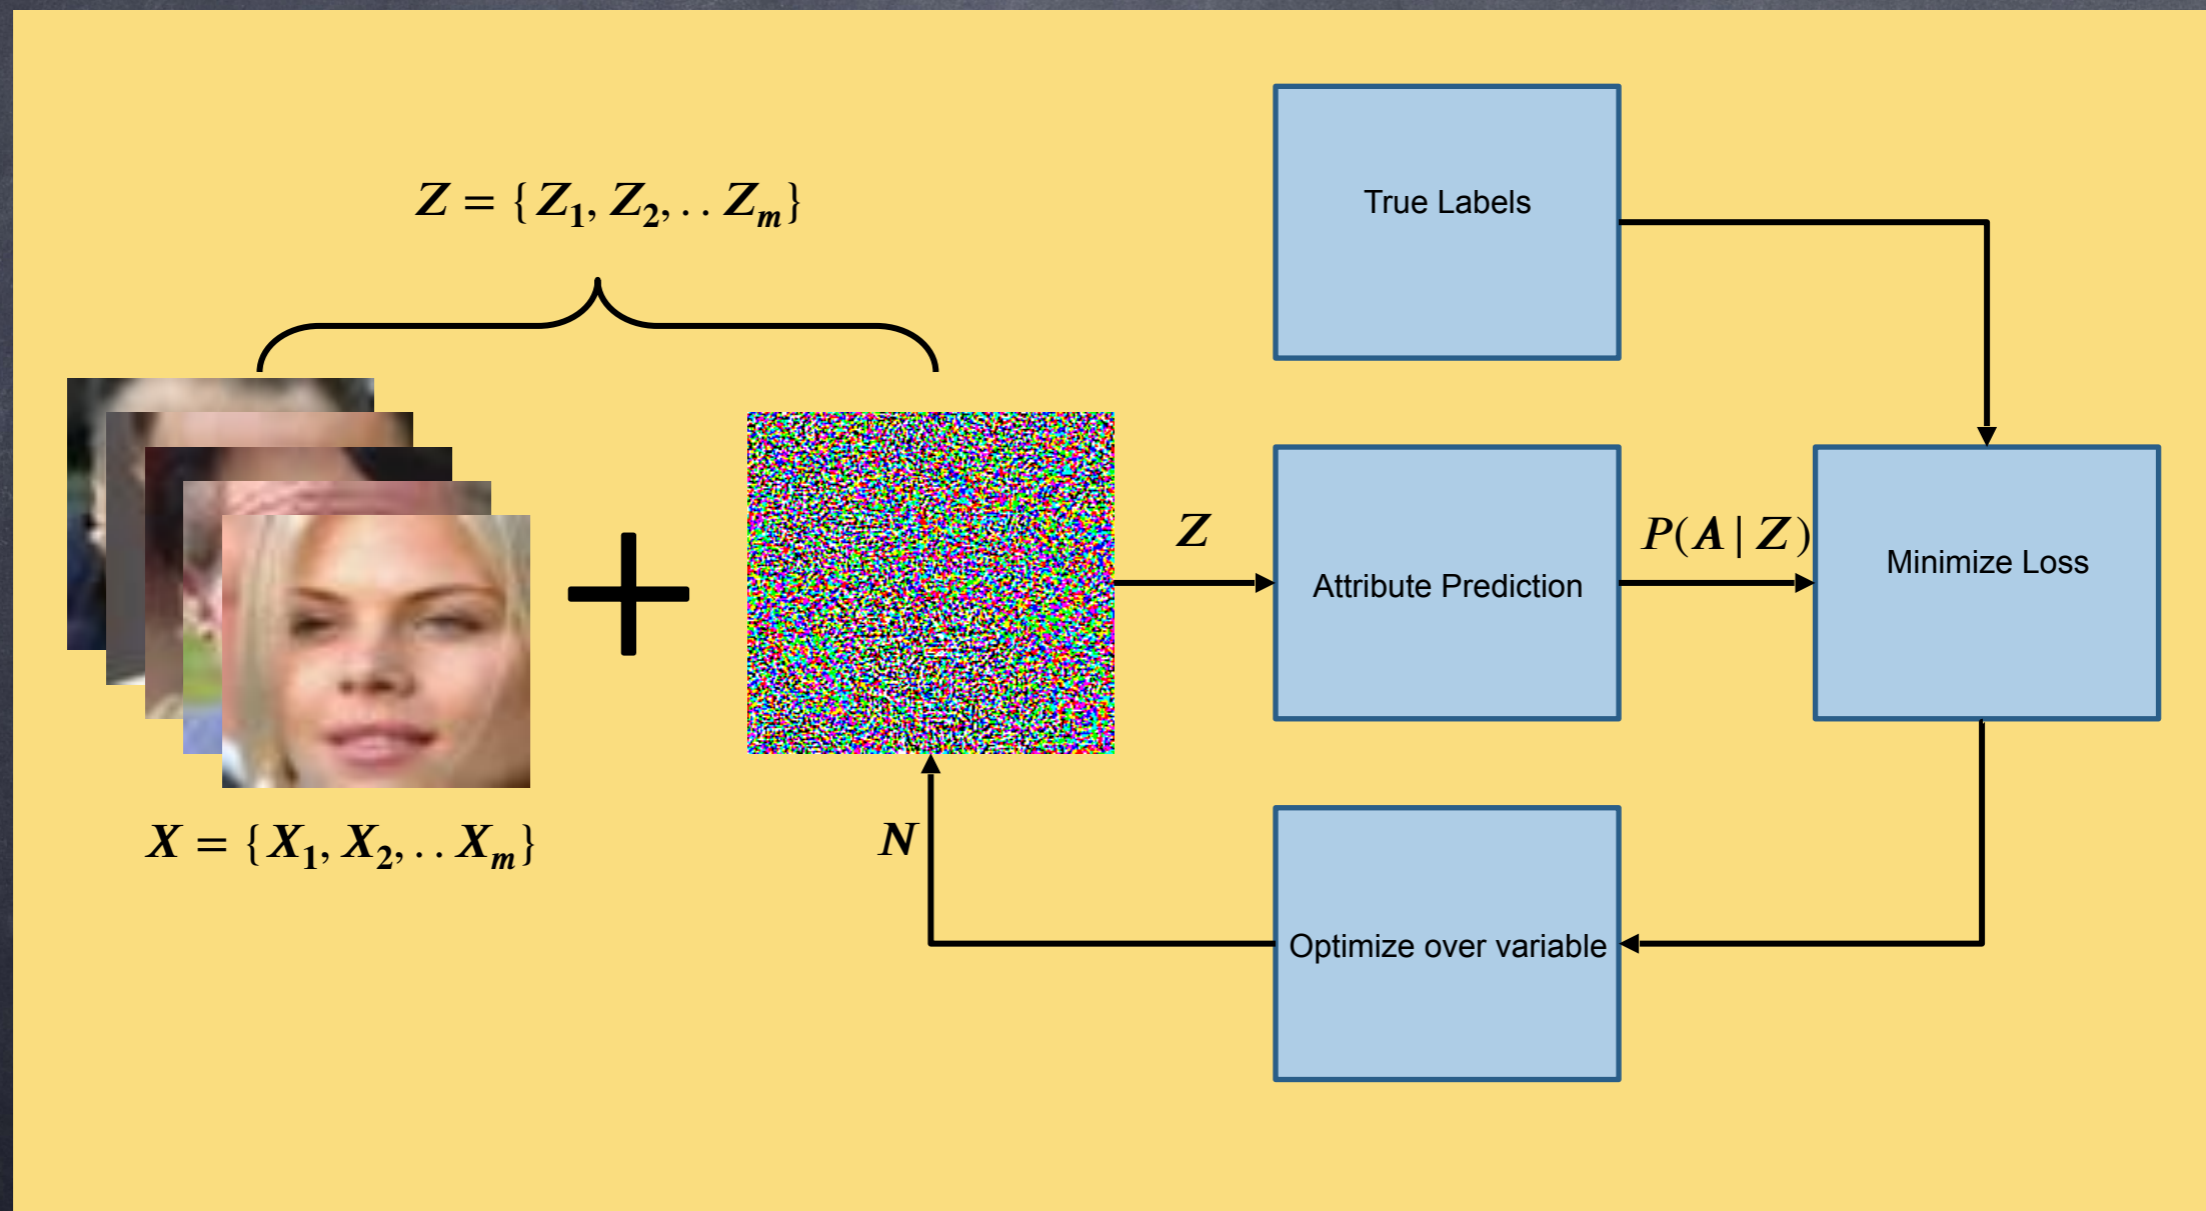 Z = {Z₁, Z₂, . . Zₘ}
True Labels
Z
Attribute Prediction
P(A | Z)
Minimize Loss
X = {X₁, X₂, . . Xₘ}
N
Optimize over variable